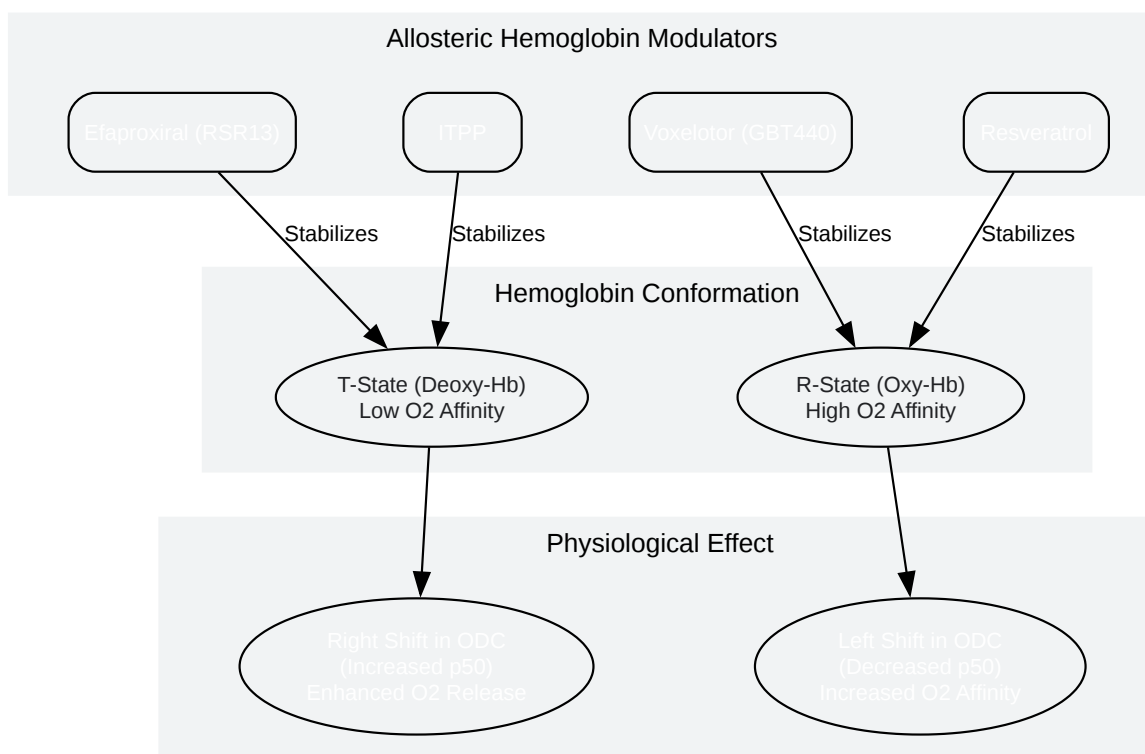 Allosteric Hemoglobin Modulators
Efaproxiral (RSR13)
ITPP
Voxelotor (GBT440)
Resveratrol
Stabilizes
Stabilizes
Stabilizes
Stabilizes
Hemoglobin Conformation
T-State (Deoxy-Hb)
Low O2 Affinity
R-State (Oxy-Hb)
High O2 Affinity
Physiological Effect
Right Shift in ODC
(Increased p50)
Enhanced O2 Release
Left Shift in ODC
(Decreased p50)
Increased O2 Affinity